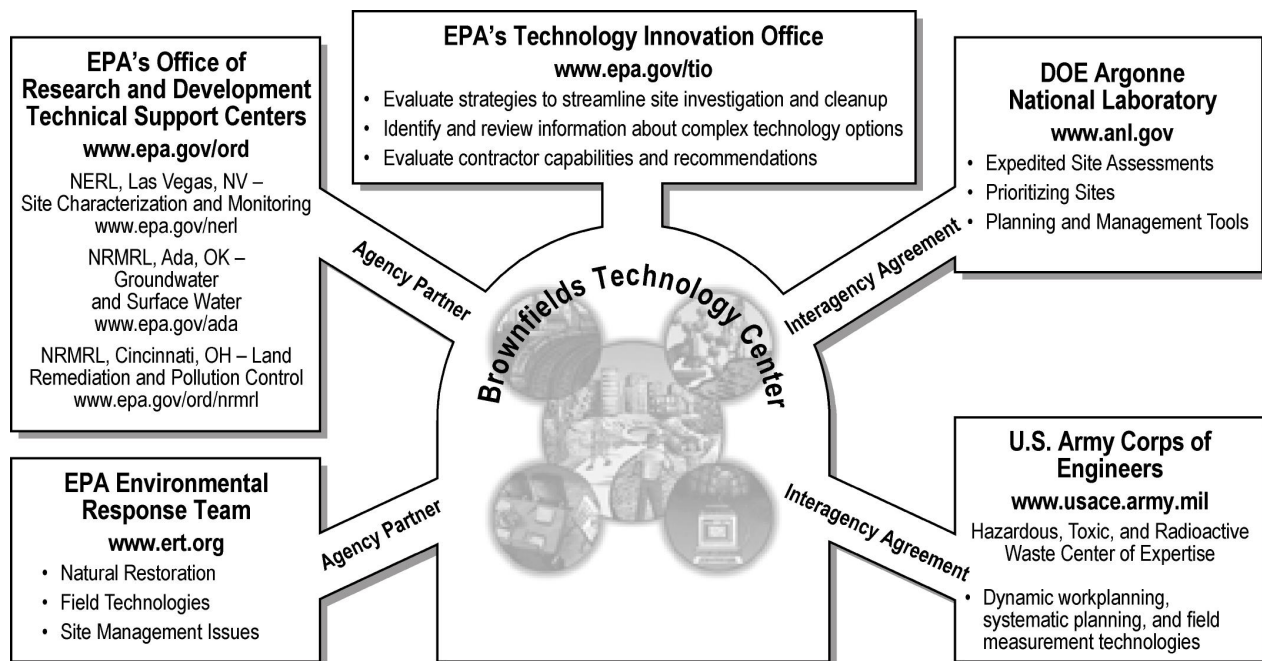 EPA's Office of
Research and Development
Technical Support Centers
www.epa.gov/ord
NERL, Las Vegas, NV –
Site Characterization and Monitoring
www.epa.gov/nerl
NRMRL, Ada, OK –
Groundwater
and Surface Water
www.epa.gov/ada
NRMRL, Cincinnati, OH – Land
Remediation and Pollution Control
www.epa.gov/ord/nrmrl
Agency Partner
EPA's Technology Innovation Office
www.epa.gov/tio
• Evaluate strategies to streamline site investigation and cleanup
• Identify and review information about complex technology options
• Evaluate contractor capabilities and recommendations
DOE Argonne
National Laboratory
www.anl.gov
• Expedited Site Assessments
• Prioritizing Sites
• Planning and Management Tools
Interagency Agreement
Brownfields Technology Center
EPA Environmental
Response Team
www.ert.org
• Natural Restoration
• Field Technologies
• Site Management Issues
Agency Partner
U.S. Army Corps of
Engineers
www.usace.army.mil
Hazardous, Toxic, and Radioactive
Waste Center of Expertise
• Dynamic workplanning,
systematic planning, and field
measurement technologies
Interagency Agreement